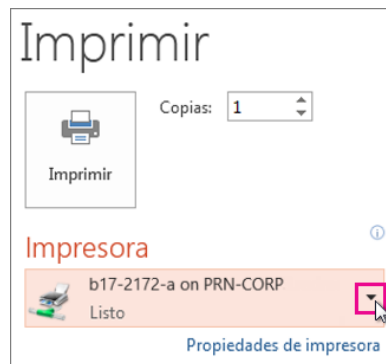 Imprimir
Copias: 1
Imprimir
Impresora
b17-2172-a on PRN-CORP
Listo
Propiedades de impresora